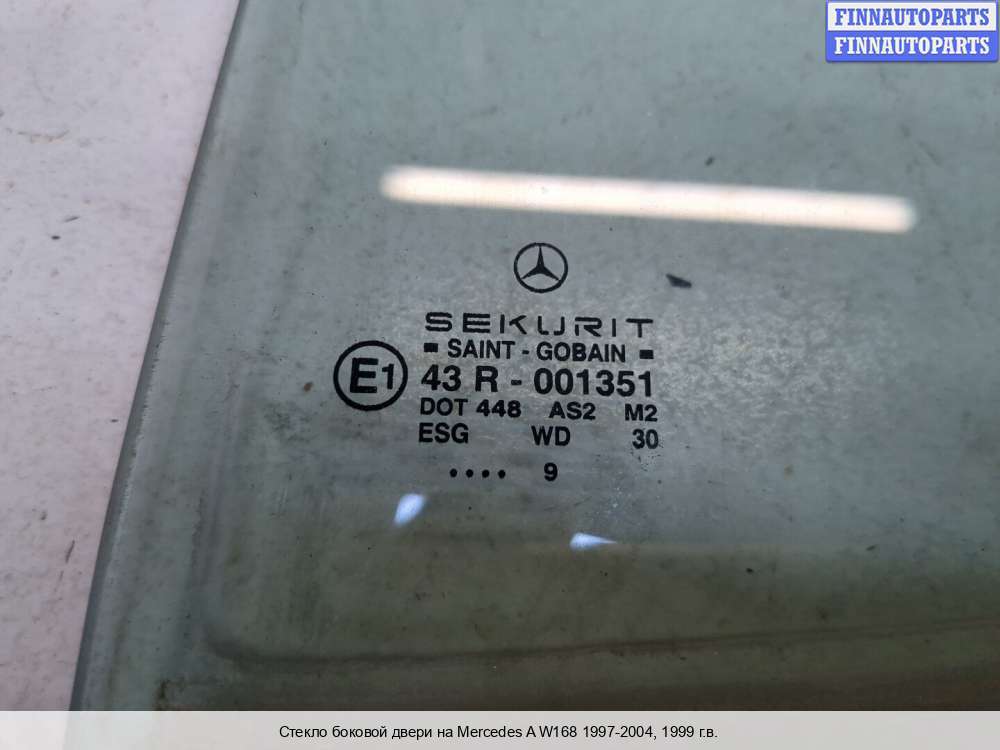 FINNAUTOPARTS
FINNAUTOPARTS
SEKURIT
SAINT - GOBAIN
E1
43 R - 001351
DOT 448 AS2 M2
ESG WD 30
.... 9
Стекло боковой двери на Mercedes A W168 1997-2004, 1999 г.в.